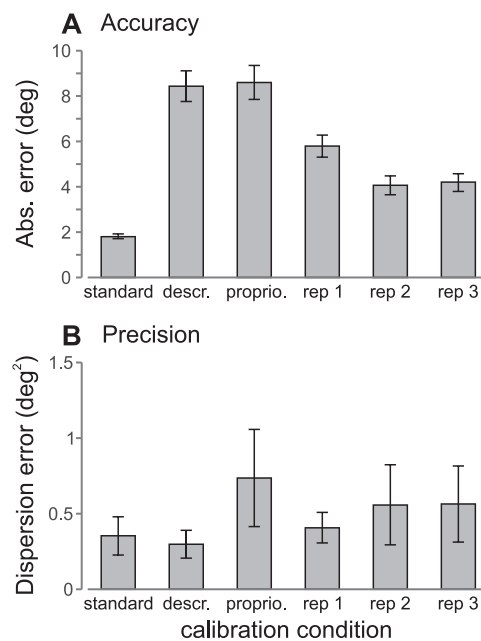 A Accuracy
Abs. error (deg)
10
8
6
4
2
0
standard descr. proprio. rep 1 rep 2 rep 3
B Precision
Dispersion error (deg²)
1.5
1
0.5
0
standard descr. proprio. rep 1 rep 2 rep 3
calibration condition